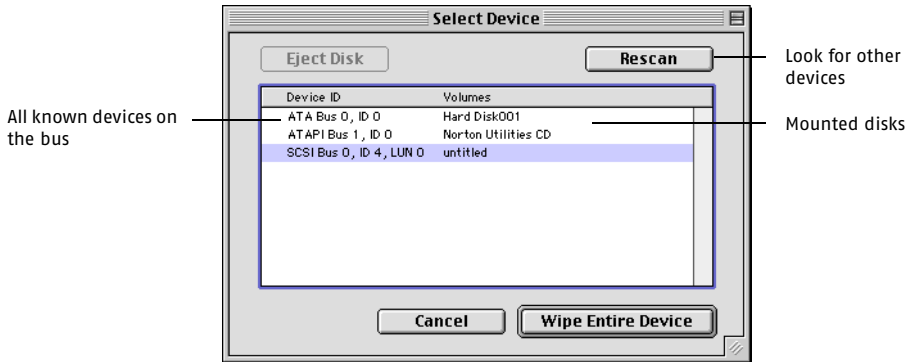 Select Device
Eject Disk
Rescan
Look for other
devices
Device ID Volumes
All known devices on
the bus
ATA Bus 0, ID 0 Hard Disk001
ATAPI Bus 1, ID 0 Norton Utilities CD
SCSI Bus 0, ID 4, LUN 0 untitled
Mounted disks
Cancel
Wipe Entire Device